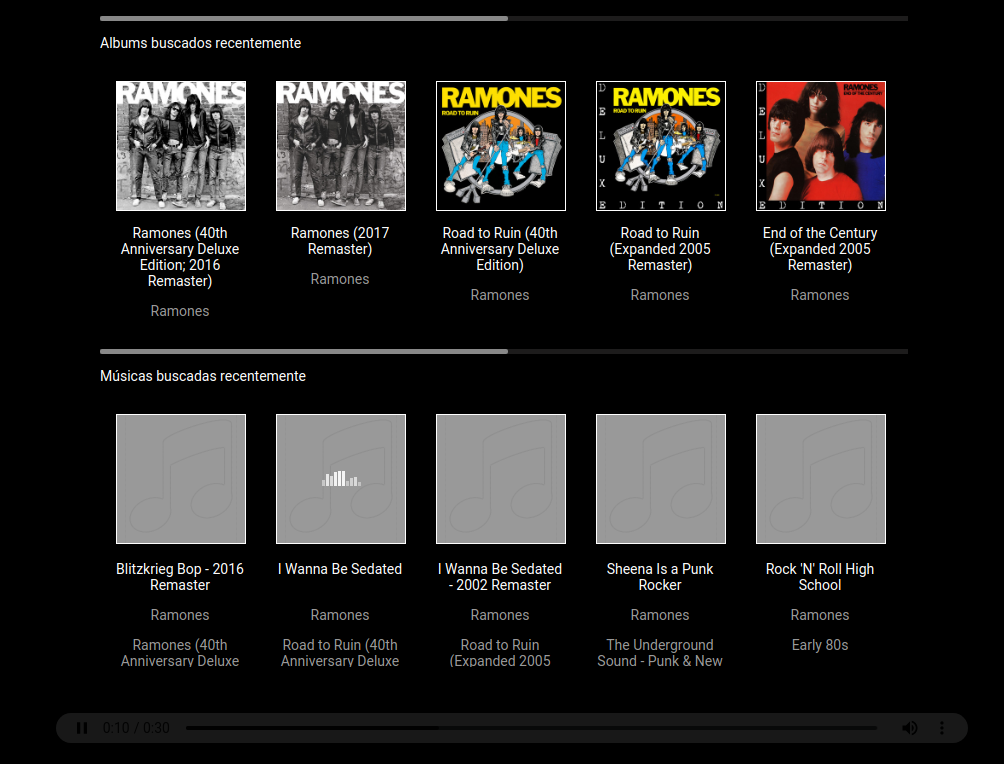 Albums buscados recentemente
RAMONES
RAMONES
RAMONES
ROAD TO RUIN
DELUXE
RAMONES
ROAD TO RUIN
EDITION
DELUXE
RAMONES
END OF THE CENTURY
EDITION
Ramones (40th
Anniversary Deluxe
Edition; 2016
Remaster)
Ramones
Ramones (2017
Remaster)
Ramones
Road to Ruin (40th
Anniversary Deluxe
Edition)
Ramones
Road to Ruin
(Expanded 2005
Remaster)
Ramones
End of the Century
(Expanded 2005
Remaster)
Ramones
Músicas buscadas recentemente
Blitzkrieg Bop - 2016
Remaster
Ramones
Ramones (40th
Anniversary Deluxe
I Wanna Be Sedated
Ramones
Road to Ruin (40th
Anniversary Deluxe
I Wanna Be Sedated
- 2002 Remaster
Ramones
Road to Ruin
(Expanded 2005
Sheena Is a Punk
Rocker
Ramones
The Underground
Sound - Punk & New
Rock 'N' Roll High
School
Ramones
Early 80s
0:10 / 0:30